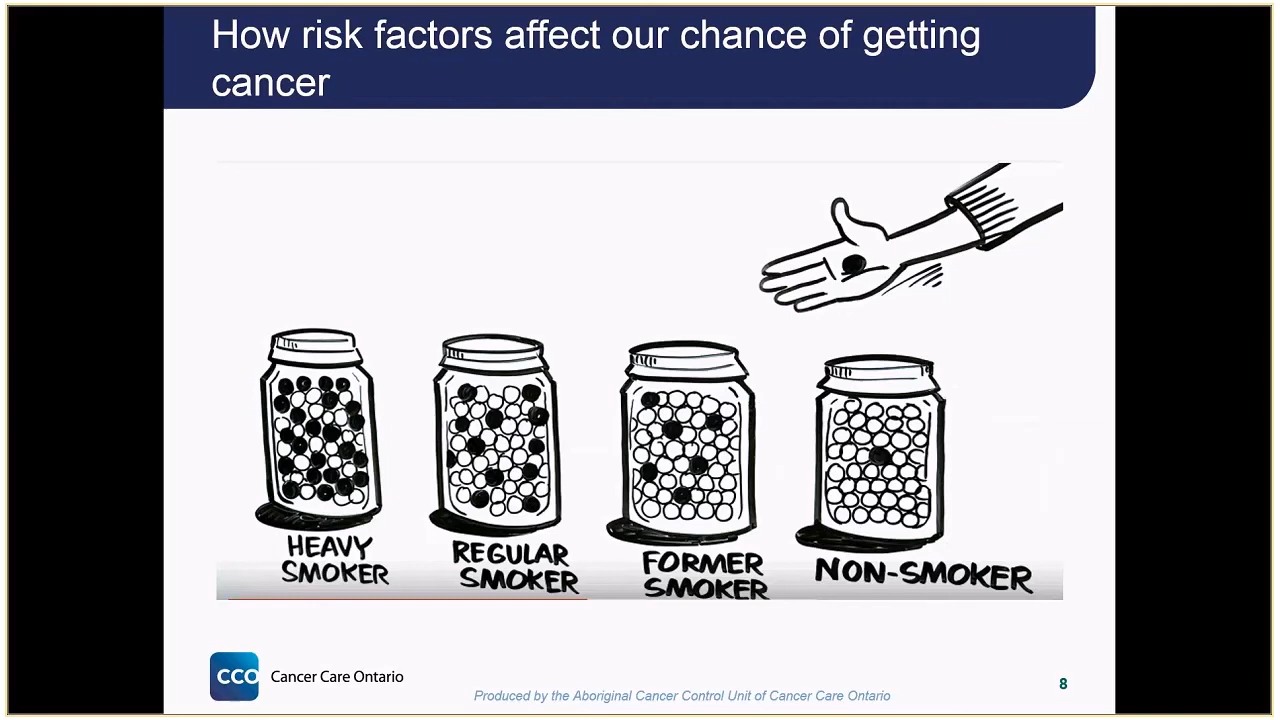 How risk factors affect our chance of getting
cancer
HEAVY
SMOKER
REGULAR
SMOKER
FORMER
SMOKER
NON-SMOKER
CCO Cancer Care Ontario
Produced by the Aboriginal Cancer Control Unit of Cancer Care Ontario
8